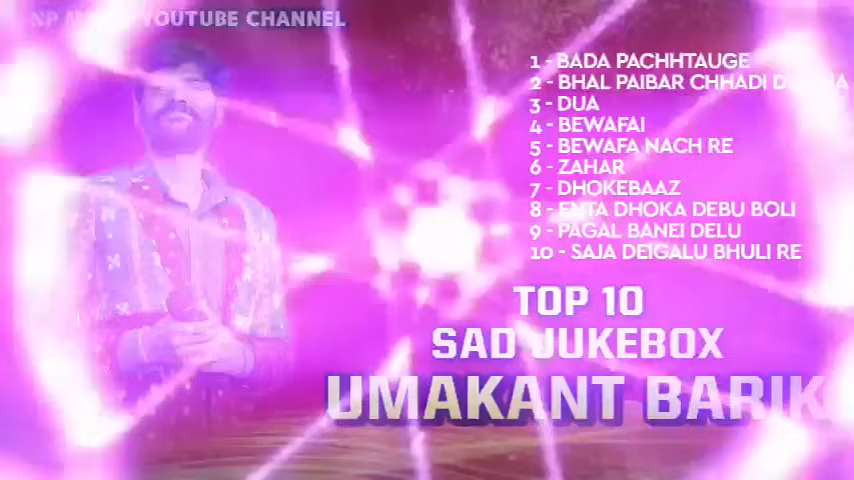 NP YOUTUBE CHANNEL
1 - BADA PACHHTAUGE
2 - BHAL PAIBAR CHHADI
3 - DUA
4 - BEWAFAI
5 - BEWAFA NACH RE
6 - ZAHAR
7 - DHOKEBAAZ
8 - ENTA DHOKA DEBU BOLI
9 - PAGAL BANEI DELU
10 - SAJA DEIGALU BHULI RE
TOP 10
SAD JUKEBOX
UMAKANT BARIK